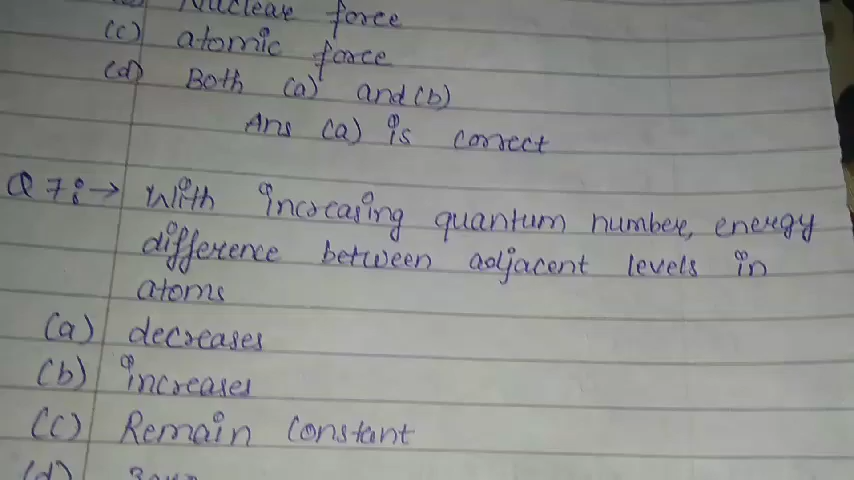 Nuclear force
(c) atomic force
(d) Both (a) and (b)
Ans (a) is correct
Q 7:→ With increasing quantum number, energy
difference between adjacent levels in
atoms
(a) decreases
(b) increases
(c) Remain constant
(d)